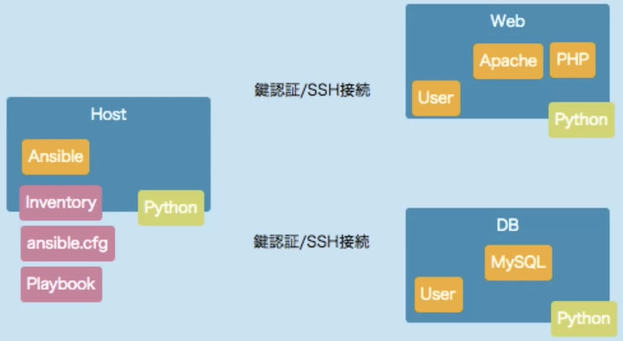 Host
Ansible
Inventory
Python
ansible.cfg
Playbook
鍵認証/SSH接続
鍵認証/SSH接続
Web
Apache
PHP
User
Python
DB
MySQL
User
Python